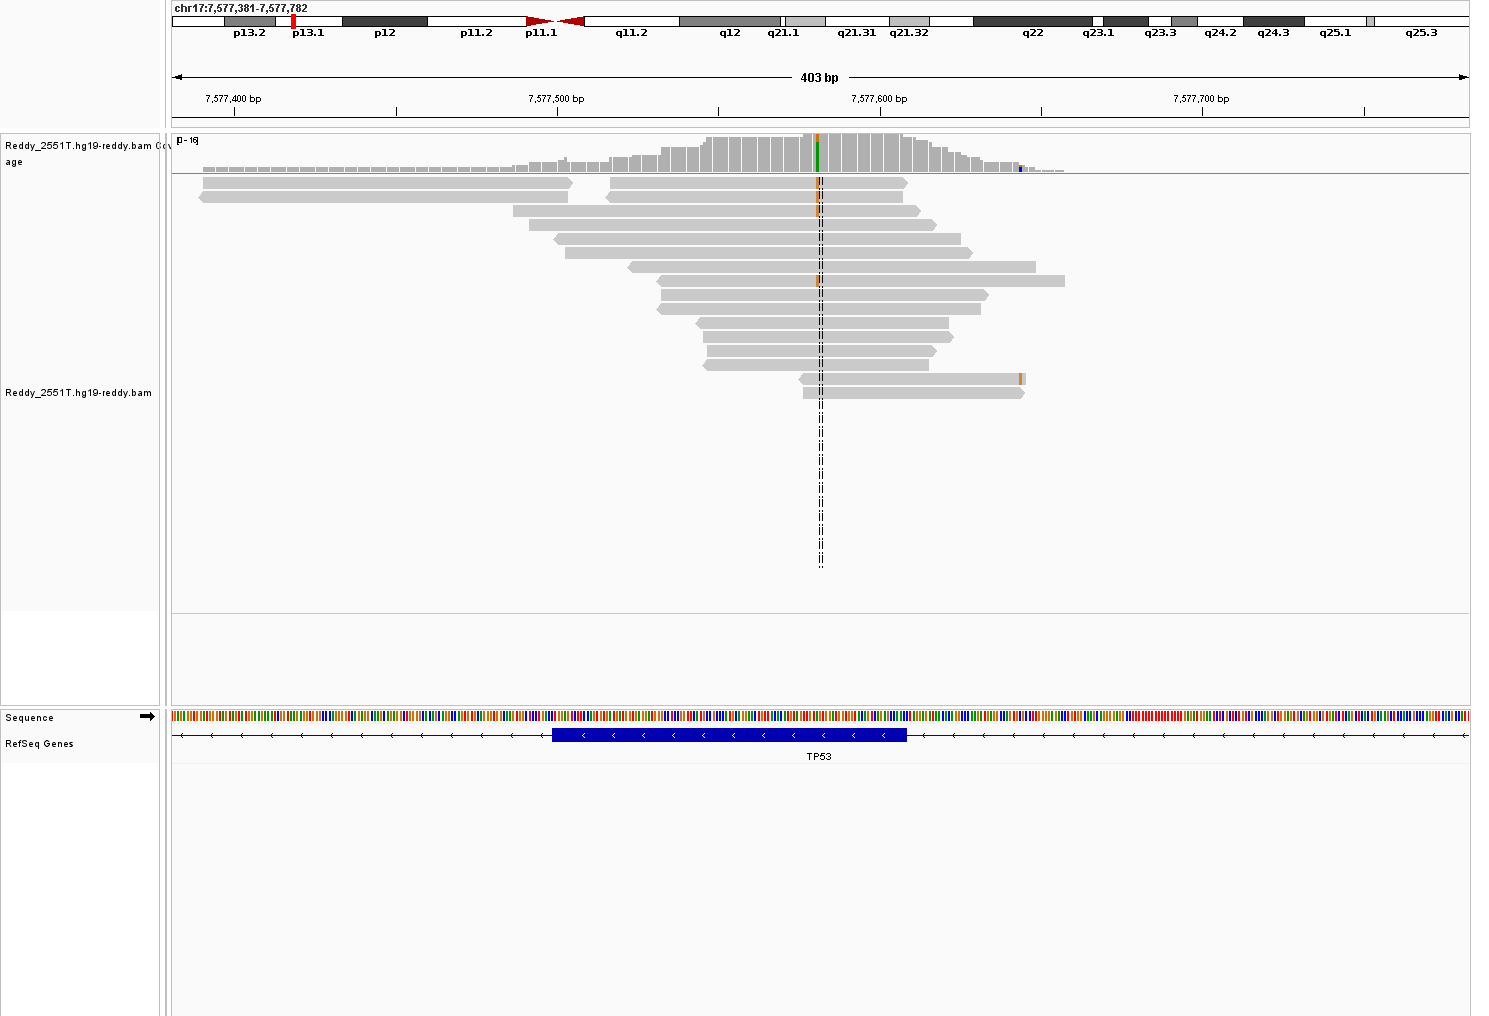 chr17:7,577,381-7,577,782
p13.2 p13.1 p12 p11.2 p11.1 q11.2 q12 q21.1 q21.31 q21.32 q22 q23.1 q23.3 q24.2 q24.3 q25.1 q25.3
403 bp
7,577,400 bp 7,577,500 bp 7,577,600 bp 7,577,700 bp
[0 - 16]
Reddy_2551T.hg19-reddy.bam Cov
age
Reddy_2551T.hg19-reddy.bam
Sequence
RefSeq Genes
TP53